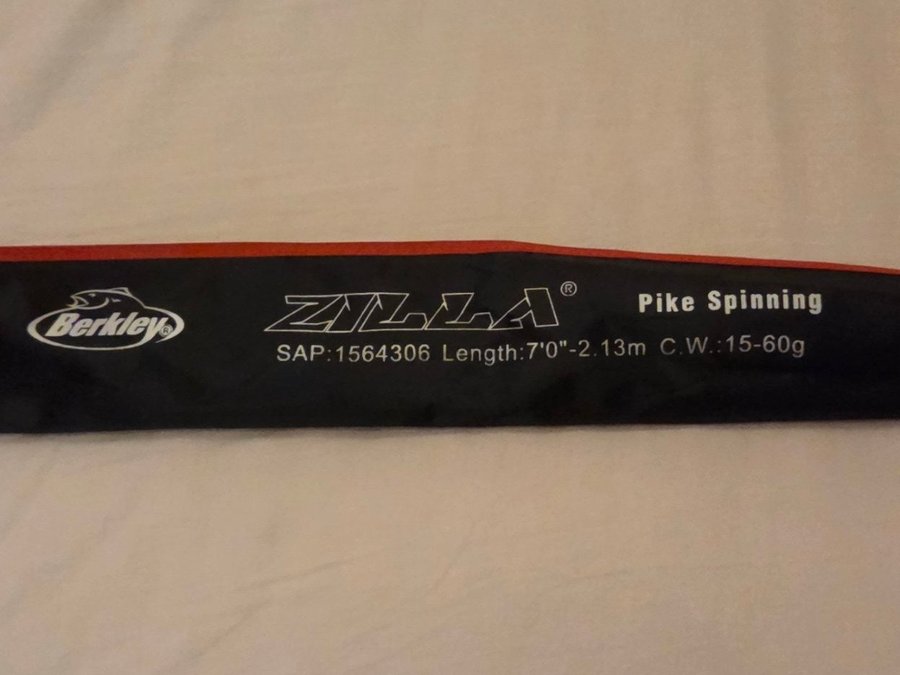 Berkley®
ZILLA®
Pike Spinning
SAP:1564306 Length:7'0"-2.13m C.W.:15-60g